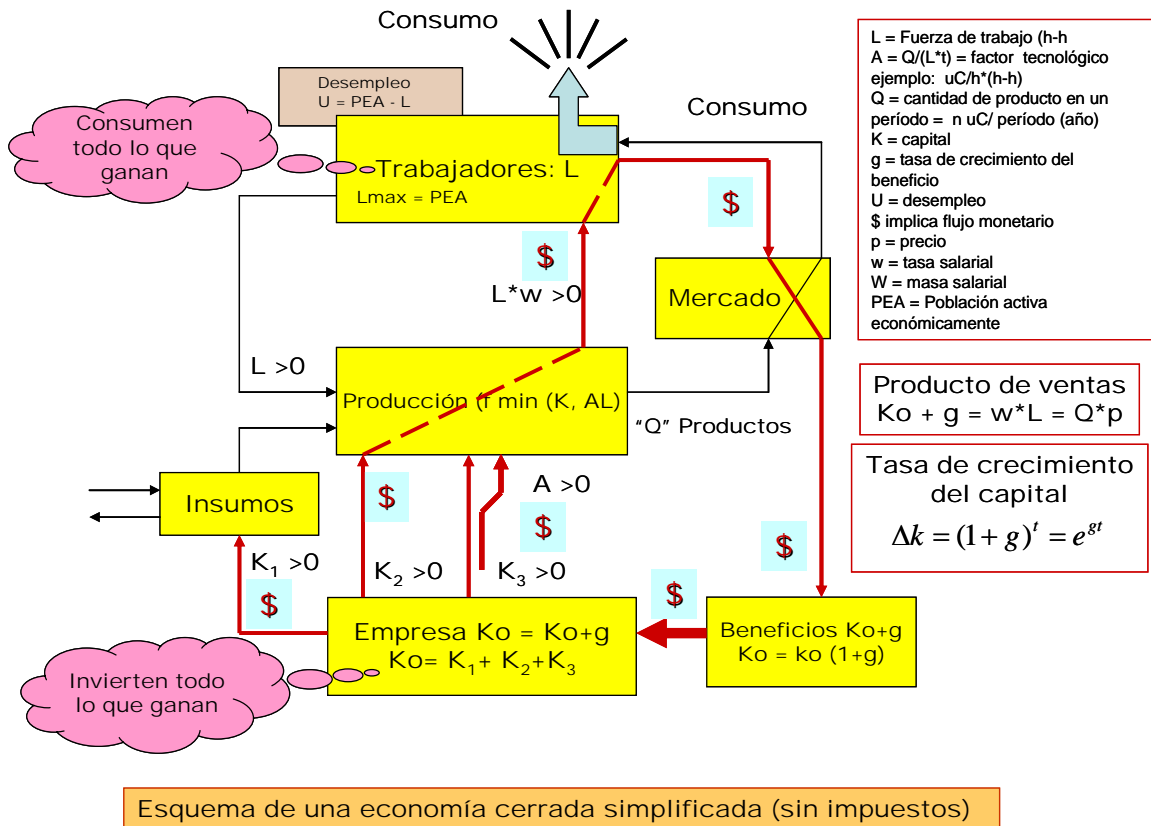 Consumo
Desempleo
U = PEA - L
Consumen
todo lo que
ganan
Consumo
Trabajadores: L
Lmax = PEA
$
$
L*w >0
Mercado
L >0
Producción (f min (K, AL)
"Q" Productos
Insumos
$
A >0
$
K₁ >0
$
K₂ >0
K₃ >0
$
$
Empresa Ko = Ko+g
Ko= K₁+ K₂+K₃
Beneficios Ko+g
Ko = ko (1+g)
Invierten todo
lo que ganan
L = Fuerza de trabajo (h-h
A = Q/(L*t) = factor tecnológico
ejemplo: uC/h*(h-h)
Q = cantidad de producto en un
período = n uC/ período (año)
K = capital
g = tasa de crecimiento del
beneficio
U = desempleo
$ implica flujo monetario
p = precio
w = tasa salarial
W = masa salarial
PEA = Población activa
económicamente
Producto de ventas
Ko + g = w*L = Q*p
Tasa de crecimiento
del capital
Δk = (1 + g)ᵗ = eᵍᵗ
Esquema de una economía cerrada simplificada (sin impuestos)